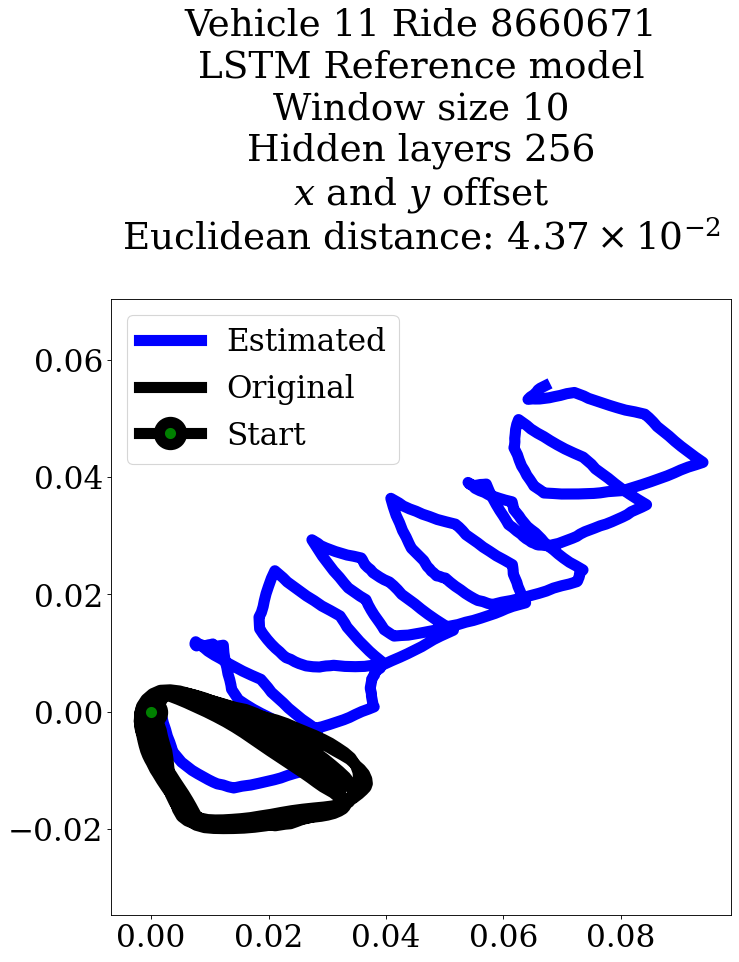 Vehicle 11 Ride 8660671
LSTM Reference model
Window size 10
Hidden layers 256
x and y offset
Euclidean distance: 4.37 × 10⁻²
Estimated
Original
Start
0.06
0.04
0.02
0.00
−0.02
0.00 0.02 0.04 0.06 0.08